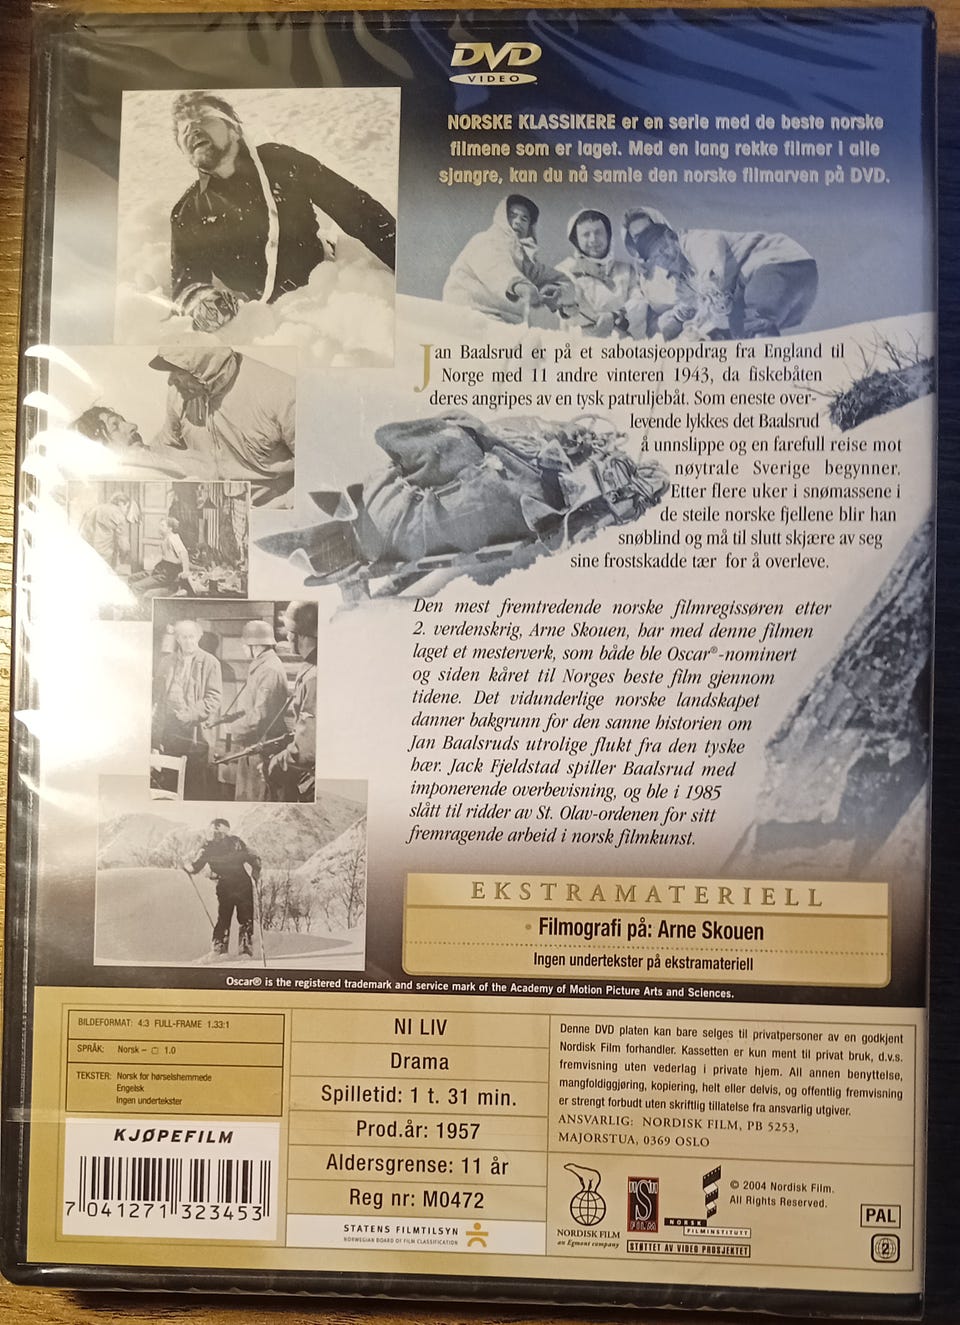 DVD
VIDEO
NORSKE KLASSIKERE er en serie med de beste norske
filmene som er laget. Med en lang rekke filmer i alle
sjangre, kan du nå samle den norske filmarven på DVD.
Jan Baalsrud er på et sabotasjeoppdrag fra England til
Norge med 11 andre vinteren 1943, da fiskebåten
deres angripes av en tysk patruljebåt. Som eneste over-
levende lykkes det Baalsrud
å unnslippe og en farefull reise mot
nøytrale Sverige begynner.
Etter flere uker i snømassene i
de steile norske fjellene blir han
snøblind og må til slutt skjære av seg
sine frostskadde tær for å overleve.
Den mest fremtredende norske filmregissøren etter
2. verdenskrig, Arne Skouen, har med denne filmen
laget et mesterverk, som både ble Oscar®-nominert
og siden kåret til Norges beste film gjennom
tidene. Det vidunderlige norske landskapet
danner bakgrunn for den sanne historien om
Jan Baalsruds utrolige flukt fra den tyske
hær. Jack Fjeldstad spiller Baalsrud med
imponerende overbevisning, og ble i 1985
slått til ridder av St. Olav-ordenen for sitt
fremragende arbeid i norsk filmkunst.
EKSTRAMATERIELL
• Filmografi på: Arne Skouen
Ingen undertekster på ekstramateriell
Oscar® is the registered trademark and service mark of the Academy of Motion Picture Arts and Sciences.
BILDEFORMAT: 4:3 FULL-FRAME 1.33:1
SPRÅK: Norsk – 1.0
TEKSTER: Norsk for hørselshemmede
Engelsk
Ingen undertekster
KJØPEFILM
7 041271 323453
NI LIV
Drama
Spilletid: 1 t. 31 min.
Prod.år: 1957
Aldersgrense: 11 år
Reg nr: M0472
STATENS FILMTILSYN
NORWEGIAN BOARD OF FILM CLASSIFICATION
Denne DVD platen kan bare selges til privatpersoner av en godkjent
Nordisk Film forhandler. Kassetten er kun ment til privat bruk, d.v.s.
fremvisning uten vederlag i private hjem. All annen benyttelse,
mangfoldiggjøring, kopiering, helt eller delvis, og offentlig fremvisning
er strengt forbudt uten skriftlig tillatelse fra ansvarlig utgiver.
ANSVARLIG: NORDISK FILM, PB 5253,
MAJORSTUA, 0369 OSLO
NORDISK FILM
an Egmont company
FILM
NORSK
FILMINSTITUTT
STØTTET AV VIDEO PROSJEKTET
© 2004 Nordisk Film.
All Rights Reserved.
PAL
2